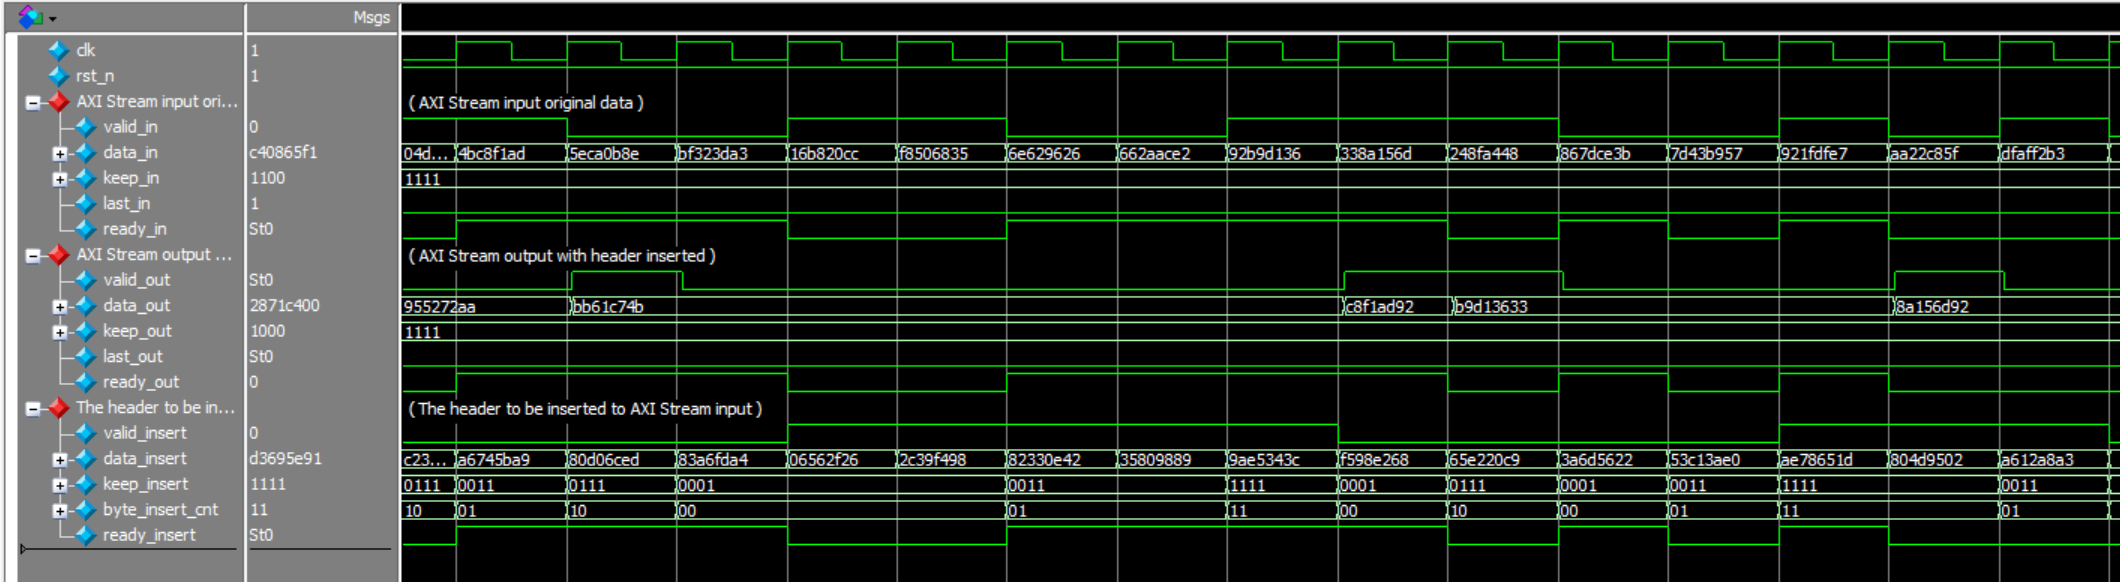 Msgs
clk 1
rst_n 1
AXI Stream input ori... ( AXI Stream input original data )
valid_in 0
data_in c40865f1 04d... 4bc8f1ad 5eca0b8e bf323da3 16b820cc f8506835 6e629626 662aace2 92b9d136 338a156d 248fa448 867dce3b 7d43b957 921fdfe7 aa22c85f dfaff2b3
keep_in 1100 1111
last_in 1
ready_in St0
AXI Stream output ... ( AXI Stream output with header inserted )
valid_out St0
data_out 2871c400 955272aa bb61c74b c8f1ad92 b9d13633 8a156d92
keep_out 1000 1111
last_out St0
ready_out 0
The header to be in... ( The header to be inserted to AXI Stream input )
valid_insert 0
data_insert d3695e91 c23... a6745ba9 80d06ced 83a6fda4 06562f26 2c39f498 82330e42 35809889 9ae5343c f598e268 65e220c9 3a6d5622 53c13ae0 ae78651d 804d9502 a612a8a3
keep_insert 1111 0111 0011 0111 0001 0011 1111 0001 0111 0001 0011 1111 0011
byte_insert_cnt 11 10 01 10 00 01 11 00 10 00 01 11 01
ready_insert St0